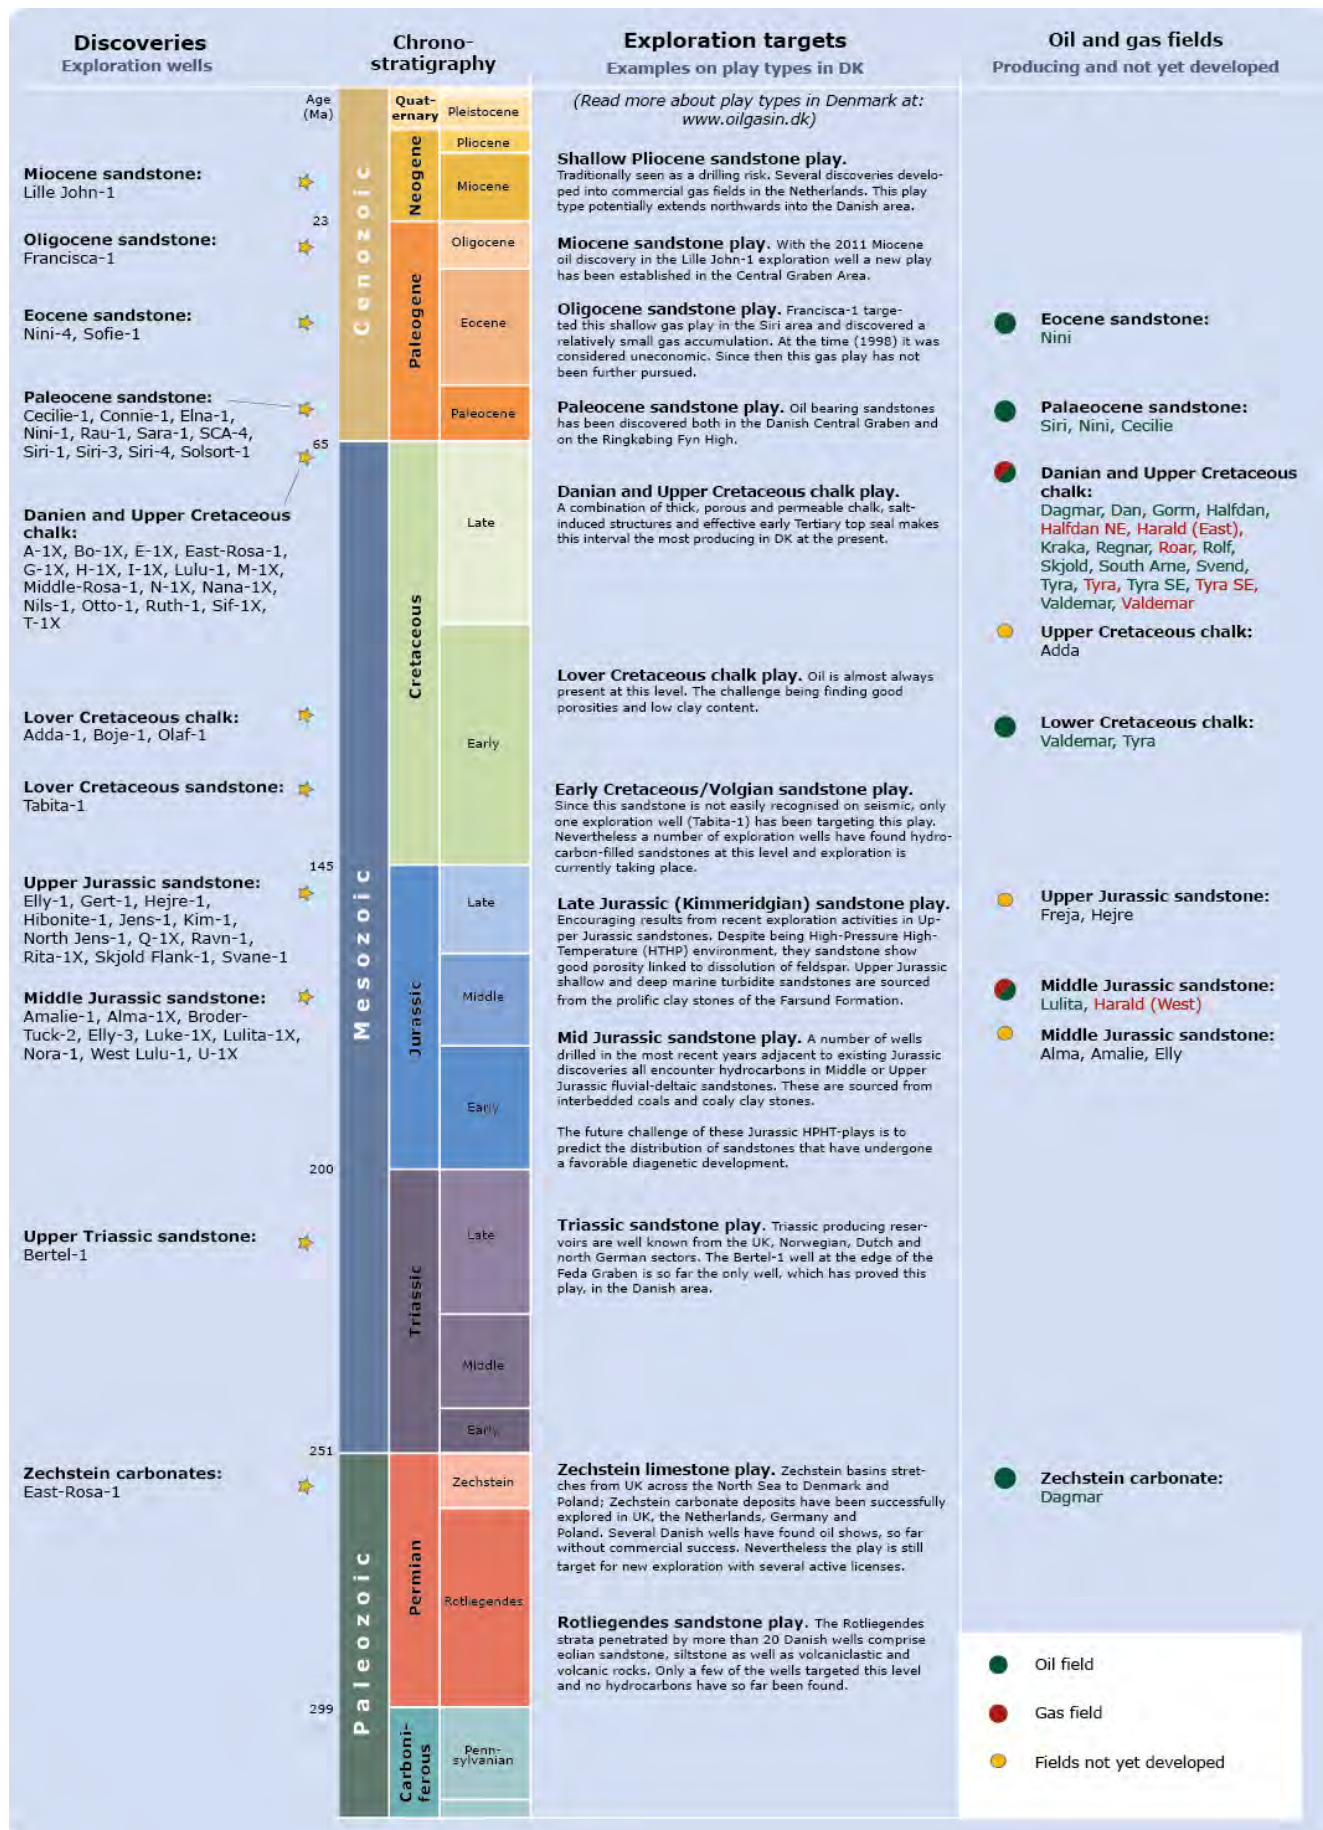 Discoveries
Exploration wells
Miocene sandstone:
Lille John-1
Oligocene sandstone:
Francisca-1
Eocene sandstone:
Nini-4, Sofie-1
Paleocene sandstone:
Cecilie-1, Connie-1, Elna-1,
Nini-1, Rau-1, Sara-1, SCA-4,
Siri-1, Siri-3, Siri-4, Solsort-1
Danien and Upper Cretaceous
chalk:
A-1X, Bo-1X, E-1X, East-Rosa-1,
G-1X, H-1X, I-1X, Lulu-1, M-1X,
Middle-Rosa-1, N-1X, Nana-1X,
Nils-1, Otto-1, Ruth-1, Sif-1X,
T-1X
Lover Cretaceous chalk:
Adda-1, Boje-1, Olaf-1
Lover Cretaceous sandstone:
Tabita-1
Upper Jurassic sandstone:
Elly-1, Gert-1, Hejre-1,
Hibonite-1, Jens-1, Kim-1,
North Jens-1, Q-1X, Ravn-1,
Rita-1X, Skjold Flank-1, Svane-1
Middle Jurassic sandstone:
Amalie-1, Alma-1X, Broder-
Tuck-2, Elly-3, Luke-1X, Lulita-1X,
Nora-1, West Lulu-1, U-1X
Upper Triassic sandstone:
Bertel-1
Zechstein carbonates:
East-Rosa-1
Chrono-
stratigraphy
Age
(Ma)
23
65
145
200
251
299
Cenozoic
Mesozoic
Paleozoic
Quat-
ernary
Neogene
Paleogene
Cretaceous
Jurassic
Triassic
Permian
Carboni-
ferous
Pleistocene
Pliocene
Miocene
Oligocene
Eocene
Paleocene
Late
Early
Late
Middle
Early
Late
Middle
Early
Zechstein
Rotliegendes
Penn-
sylvanian
Exploration targets
Examples on play types in DK
(Read more about play types in Denmark at:
www.oilgasin.dk)
Shallow Pliocene sandstone play.
Traditionally seen as a drilling risk. Several discoveries develo-
ped into commercial gas fields in the Netherlands. This play
type potentially extends northwards into the Danish area.
Miocene sandstone play. With the 2011 Miocene
oil discovery in the Lille John-1 exploration well a new play
has been established in the Central Graben Area.
Oligocene sandstone play. Francisca-1 targe-
ted this shallow gas play in the Siri area and discovered a
relatively small gas accumulation. At the time (1998) it was
considered uneconomic. Since then this gas play has not
been further pursued.
Paleocene sandstone play. Oil bearing sandstones
has been discovered both in the Danish Central Graben and
on the Ringkøbing Fyn High.
Danian and Upper Cretaceous chalk play.
A combination of thick, porous and permeable chalk, salt-
induced structures and effective early Tertiary top seal makes
this interval the most producing in DK at the present.
Lover Cretaceous chalk play. Oil is almost always
present at this level. The challenge being finding good
porosities and low clay content.
Early Cretaceous/Volgian sandstone play.
Since this sandstone is not easily recognised on seismic, only
one exploration well (Tabita-1) has been targeting this play.
Nevertheless a number of exploration wells have found hydro-
carbon-filled sandstones at this level and exploration is
currently taking place.
Late Jurassic (Kimmeridgian) sandstone play.
Encouraging results from recent exploration activities in Up-
per Jurassic sandstones. Despite being High-Pressure High-
Temperature (HTHP) environment, they sandstone show
good porosity linked to dissolution of feldspar. Upper Jurassic
shallow and deep marine turbidite sandstones are sourced
from the prolific clay stones of the Farsund Formation.
Mid Jurassic sandstone play. A number of wells
drilled in the most recent years adjacent to existing Jurassic
discoveries all encounter hydrocarbons in Middle or Upper
Jurassic fluvial-deltaic sandstones. These are sourced from
interbedded coals and coaly clay stones.
The future challenge of these Jurassic HPHT-plays is to
predict the distribution of sandstones that have undergone
a favorable diagenetic development.
Triassic sandstone play. Triassic producing reser-
voirs are well known from the UK, Norwegian, Dutch and
north German sectors. The Bertel-1 well at the edge of the
Feda Graben is so far the only well, which has proved this
play, in the Danish area.
Zechstein limestone play. Zechstein basins stret-
ches from UK across the North Sea to Denmark and
Poland; Zechstein carbonate deposits have been successfully
explored in UK, the Netherlands, Germany and
Poland. Several Danish wells have found oil shows, so far
without commercial success. Nevertheless the play is still
target for new exploration with several active licenses.
Rotliegendes sandstone play. The Rotliegendes
strata penetrated by more than 20 Danish wells comprise
eolian sandstone, siltstone as well as volcaniclastic and
volcanic rocks. Only a few of the wells targeted this level
and no hydrocarbons have so far been found.
Oil and gas fields
Producing and not yet developed
Eocene sandstone:
Nini
Palaeocene sandstone:
Siri, Nini, Cecilie
Danian and Upper Cretaceous
chalk:
Dagmar, Dan, Gorm, Halfdan,
Halfdan NE, Harald (East),
Kraka, Regnar, Roar, Rolf,
Skjold, South Arne, Svend,
Tyra, Tyra, Tyra SE, Tyra SE,
Valdemar, Valdemar
Upper Cretaceous chalk:
Adda
Lower Cretaceous chalk:
Valdemar, Tyra
Upper Jurassic sandstone:
Freja, Hejre
Middle Jurassic sandstone:
Lulita, Harald (West)
Middle Jurassic sandstone:
Alma, Amalie, Elly
Zechstein carbonate:
Dagmar
Oil field
Gas field
Fields not yet developed